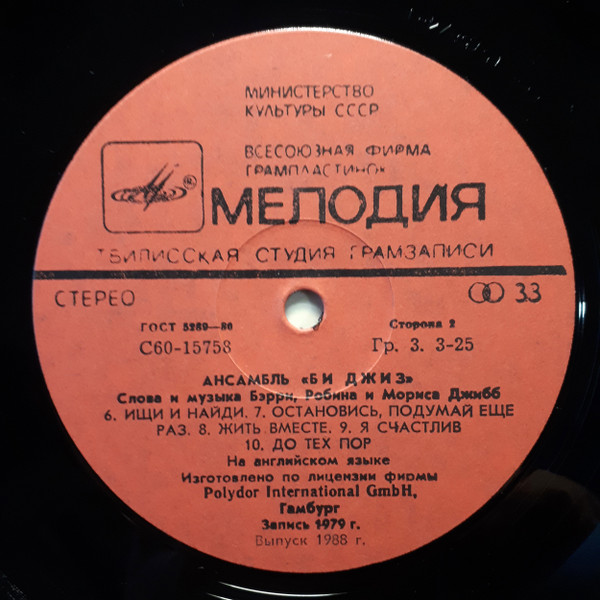 МИНИСТЕРСТВО
КУЛЬТУРЫ СССР
ВСЕСОЮЗНАЯ ФИРМА
ГРАМПЛАСТИНОК
®
МЕЛОДИЯ
ТБИЛИССКАЯ СТУДИЯ ГРАМЗАПИСИ
СТЕРЕО
33
ГОСТ 5289—80
Сторона 2
С60-15758
Гр. 3. 3-25
АНСАМБЛЬ «БИ ДЖИЗ»
Слова и музыка Бэрри, Робина и Мориса Джибб
6. ИЩИ И НАЙДИ. 7. ОСТАНОВИСЬ, ПОДУМАЙ ЕЩЕ
РАЗ. 8. ЖИТЬ ВМЕСТЕ. 9. Я СЧАСТЛИВ
10. ДО ТЕХ ПОР
На английском языке
Изготовлено по лицензии фирмы
Polydor International GmbH,
Гамбург
Запись 1979 г.
Выпуск 1988 г.